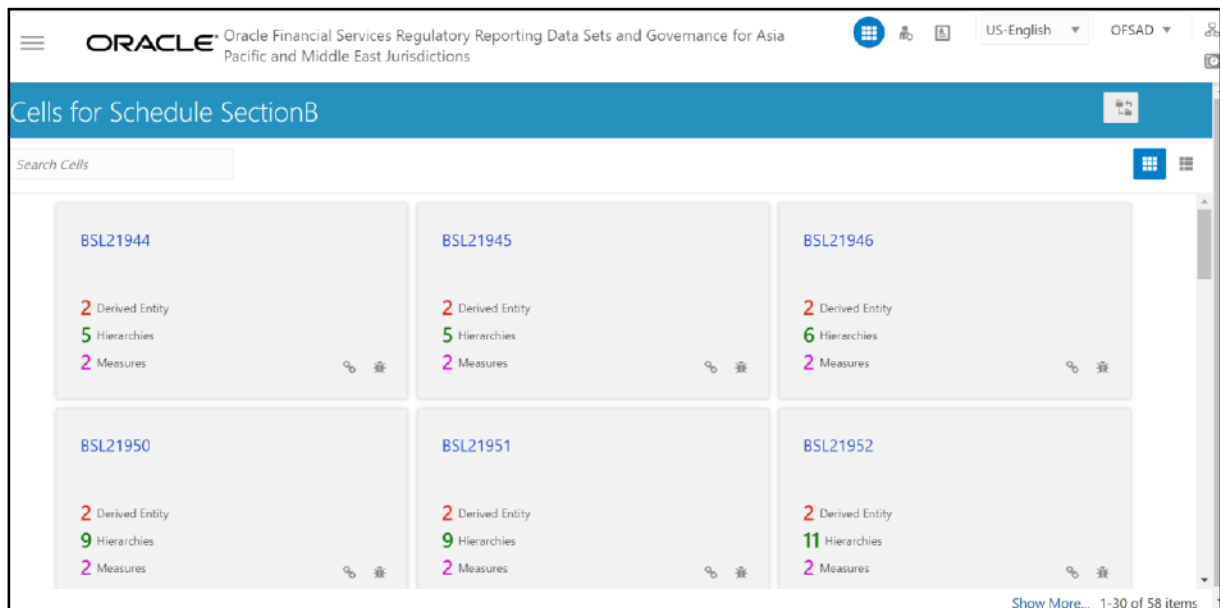 ORACLE Oracle Financial Services Regulatory Reporting Data Sets and Governance for Asia
Pacific and Middle East Jurisdictions
US-English
OFSAD
Cells for Schedule SectionB
Search Cells
BSL21944
2 Derived Entity
5 Hierarchies
2 Measures
BSL21945
2 Derived Entity
5 Hierarchies
2 Measures
BSL21946
2 Derived Entity
6 Hierarchies
2 Measures
BSL21950
2 Derived Entity
9 Hierarchies
2 Measures
BSL21951
2 Derived Entity
9 Hierarchies
2 Measures
BSL21952
2 Derived Entity
11 Hierarchies
2 Measures
Show More... 1-30 of 58 items